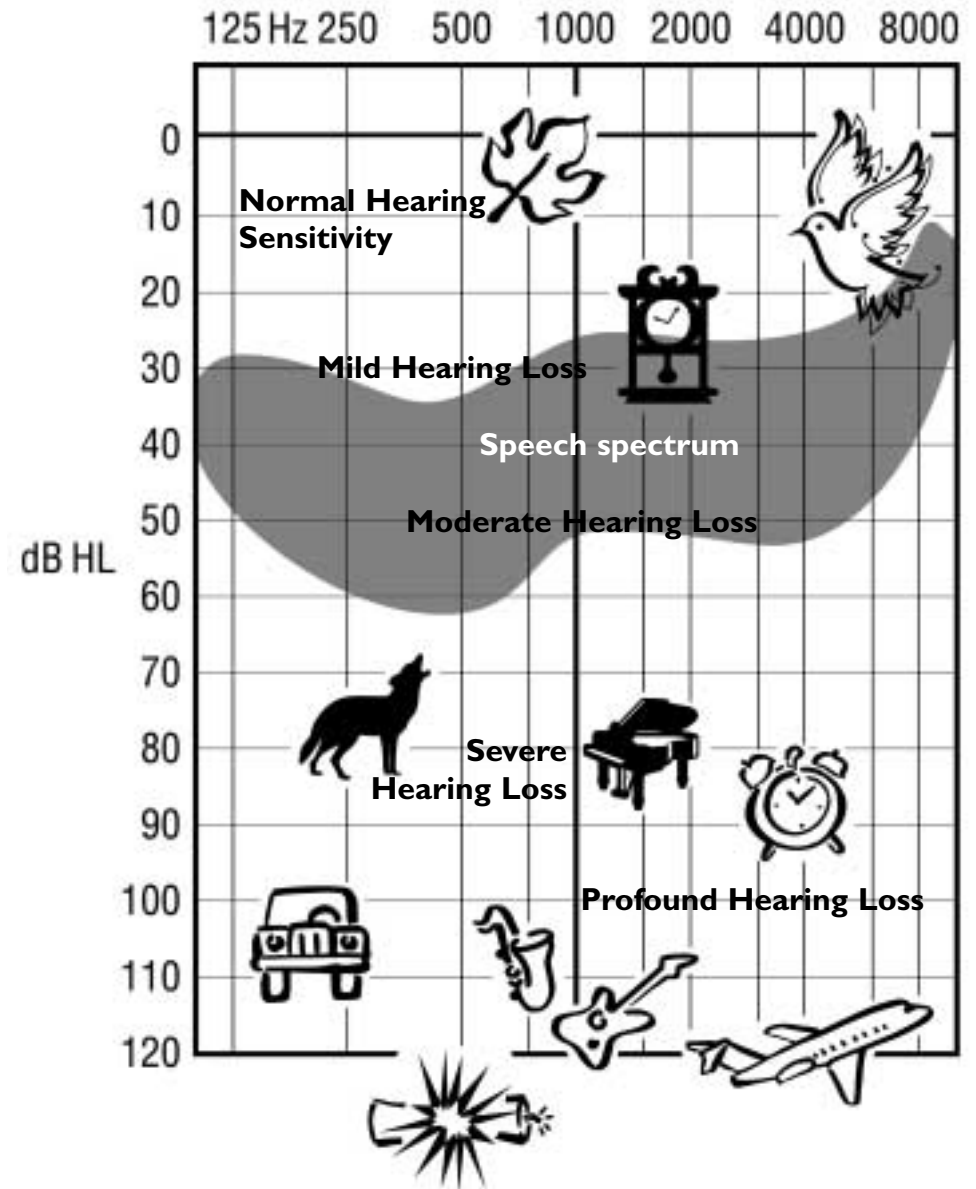 125 Hz 250 500 1000 2000 4000 8000
0
Normal Hearing
10
Sensitivity
20
30
Mild Hearing Loss
40
Speech spectrum
50
Moderate Hearing Loss
dB HL
60
70
80
Severe
Hearing Loss
90
100
Profound Hearing Loss
110
120